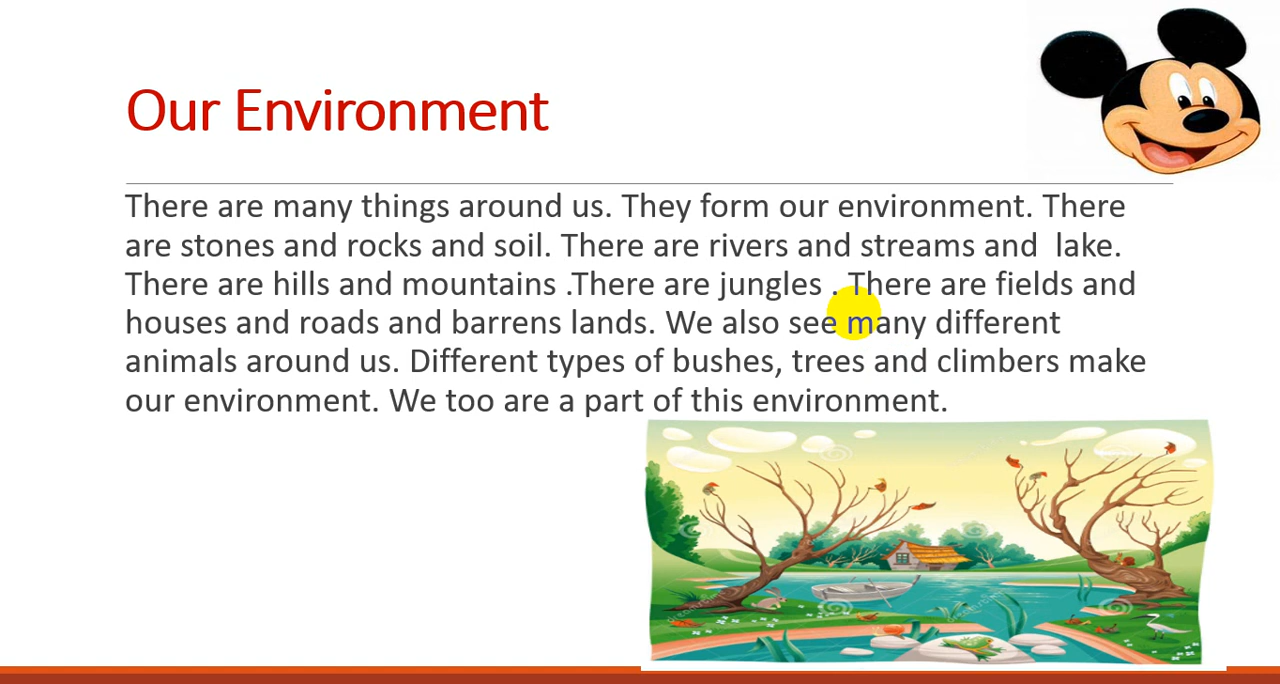 Our Environment
There are many things around us. They form our environment. There
are stones and rocks and soil. There are rivers and streams and  lake.
There are hills and mountains .There are jungles . There are fields and
houses and roads and barrens lands. We also see many different
animals around us. Different types of bushes, trees and climbers make
our environment. We too are a part of this environment.